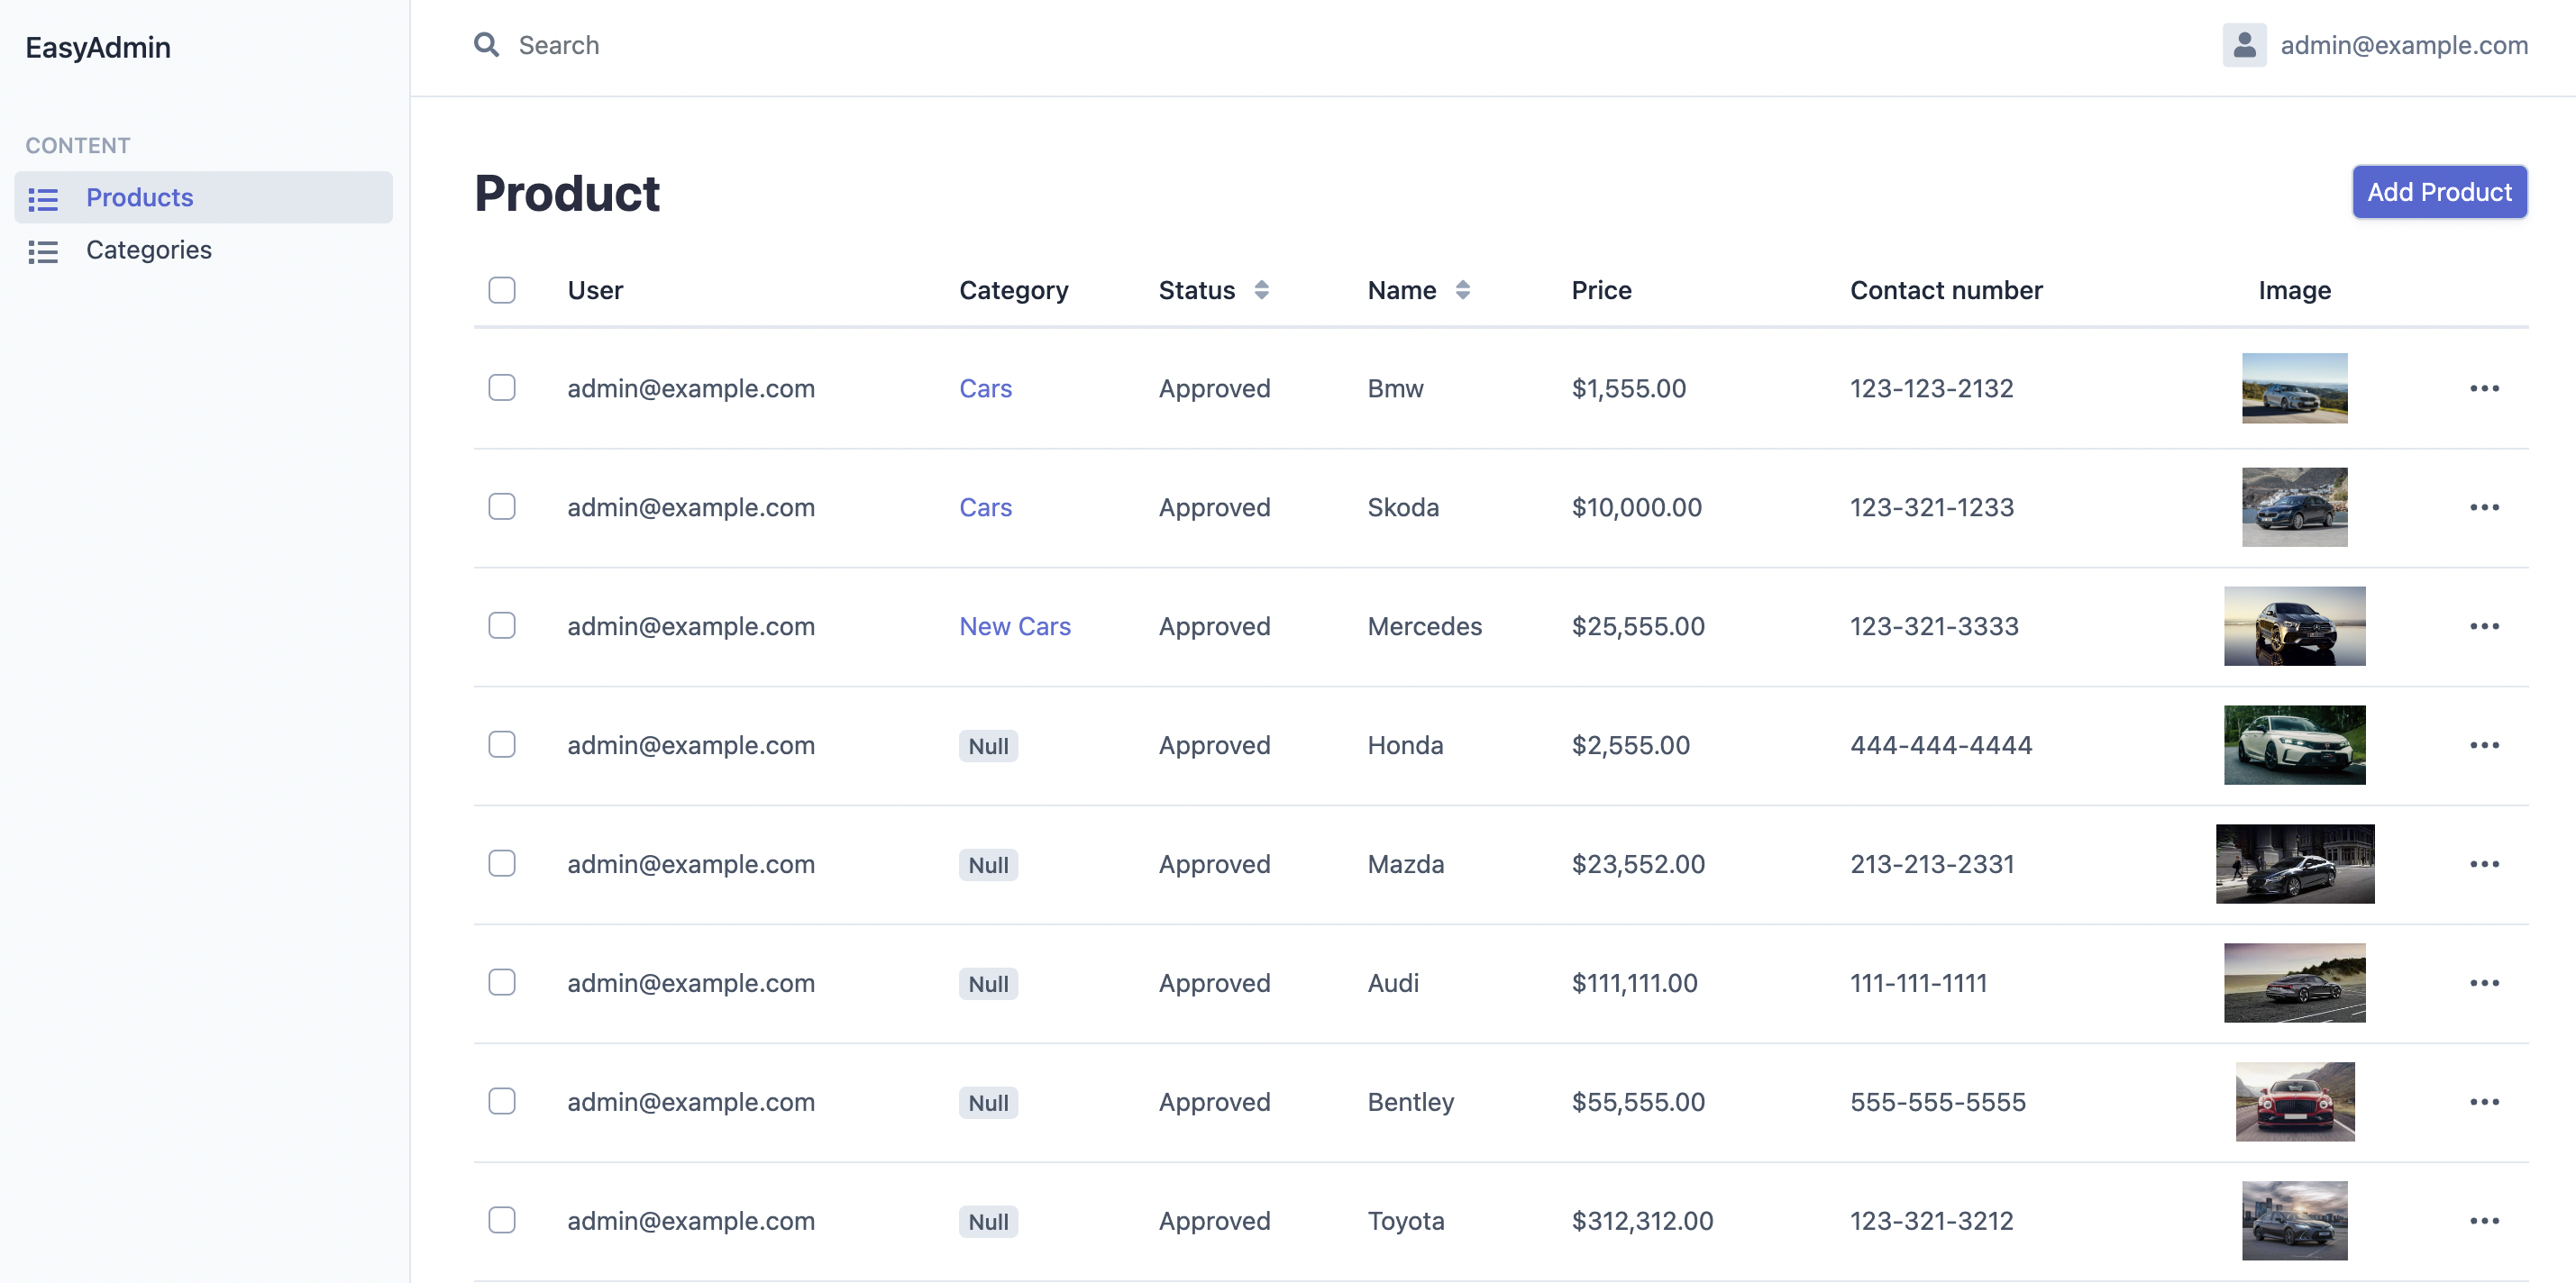 EasyAdmin
Search
admin@example.com
CONTENT
Products
Categories
Product
Add Product
User Category Status Name Price Contact number Image
admin@example.com Cars Approved Bmw $1,555.00 123-123-2132
admin@example.com Cars Approved Skoda $10,000.00 123-321-1233
admin@example.com New Cars Approved Mercedes $25,555.00 123-321-3333
admin@example.com Null Approved Honda $2,555.00 444-444-4444
admin@example.com Null Approved Mazda $23,552.00 213-213-2331
admin@example.com Null Approved Audi $111,111.00 111-111-1111
admin@example.com Null Approved Bentley $55,555.00 555-555-5555
admin@example.com Null Approved Toyota $312,312.00 123-321-3212